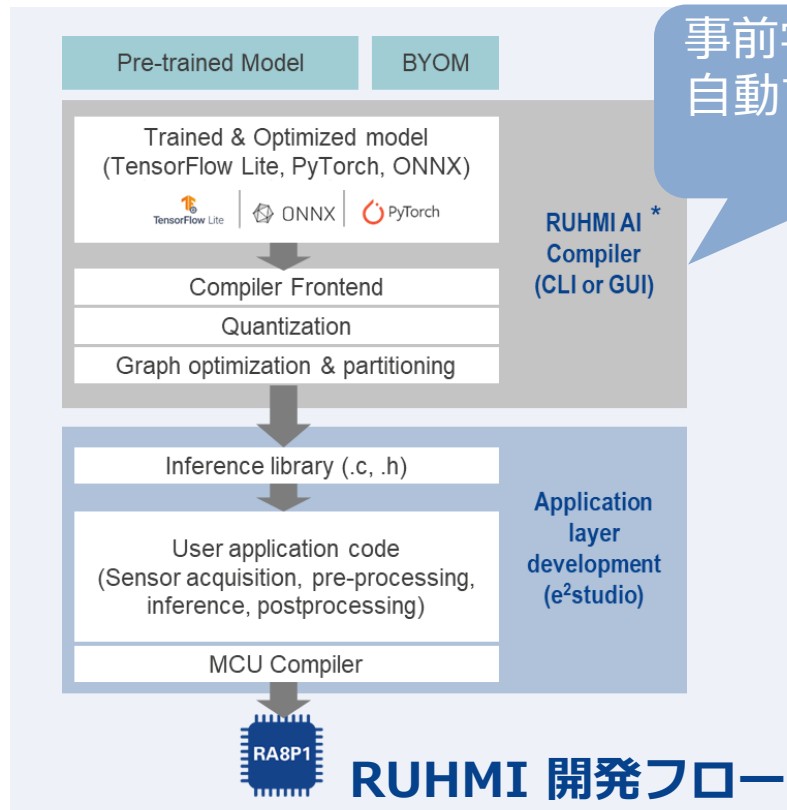 事前
自動
Pre-trained Model
BYOM
Trained & Optimized model
(TensorFlow Lite, PyTorch, ONNX)
TensorFlow Lite
ONNX
PyTorch
Compiler Frontend
Quantization
Graph optimization & partitioning
RUHMI AI *
Compiler
(CLI or GUI)
Inference library (.c, .h)
User application code
(Sensor acquisition, pre-processing,
inference, postprocessing)
MCU Compiler
Application
layer
development
(e²studio)
RA8P1
RUHMI 開発フロー